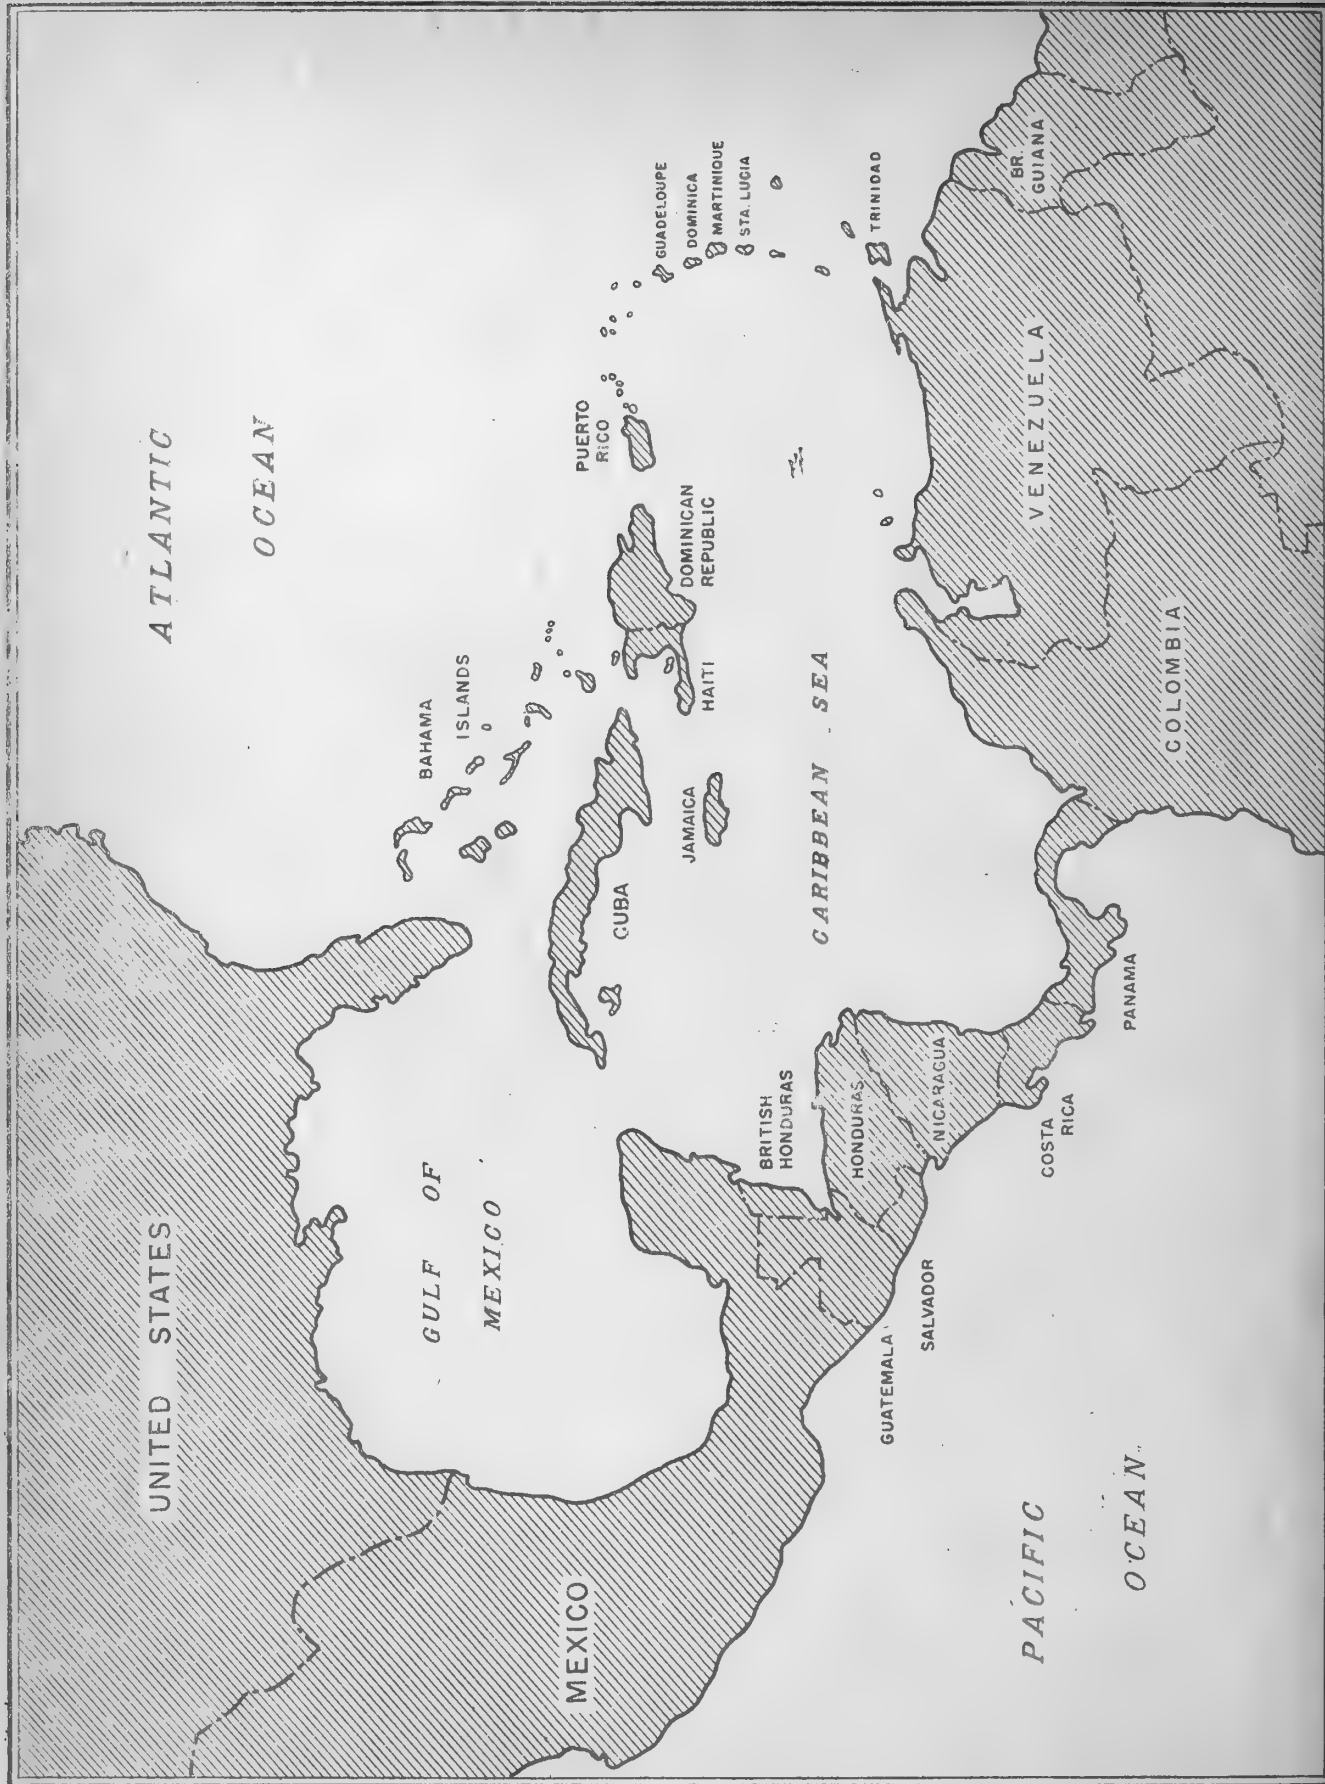 UNITED STATES
ATLANTIC
OCEAN
BAHAMA
ISLANDS
GULF OF
MEXICO
MEXICO
CUBA
PUERTO
RICO
JAMAICA
HAITI
DOMINICAN
REPUBLIC
GUADELOUPE
DOMINICA
MARTINIQUE
STA. LUCIA
BRITISH
HONDURAS
CARIBBEAN SEA
TRINIDAD
HONDURAS
NICARAGUA
GUATEMALA
SALVADOR
COSTA
RICA
PANAMA
VENEZUELA
BR.
GUIANA
COLOMBIA
PACIFIC
OCEAN